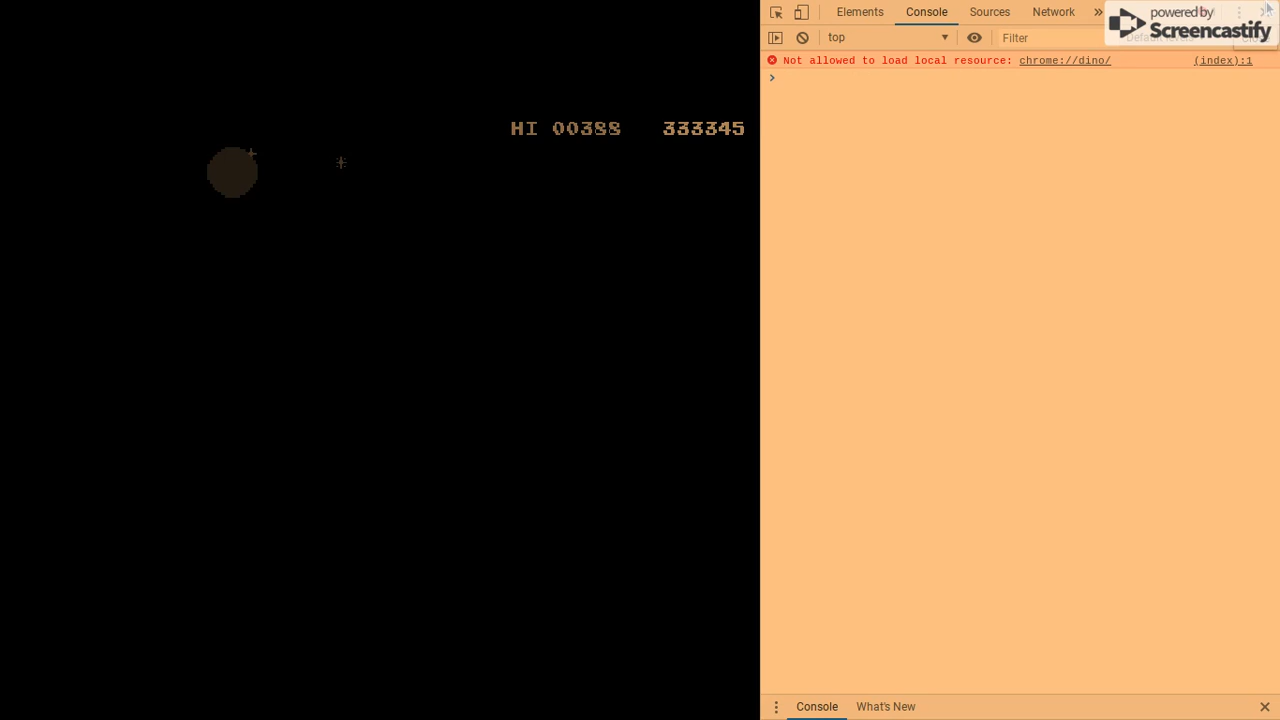 Elements Console Sources Network
powered by
Screencastify
top
Filter
Not allowed to load local resource: chrome://dino/ (index):1
HI 00388 333345
Console What's New